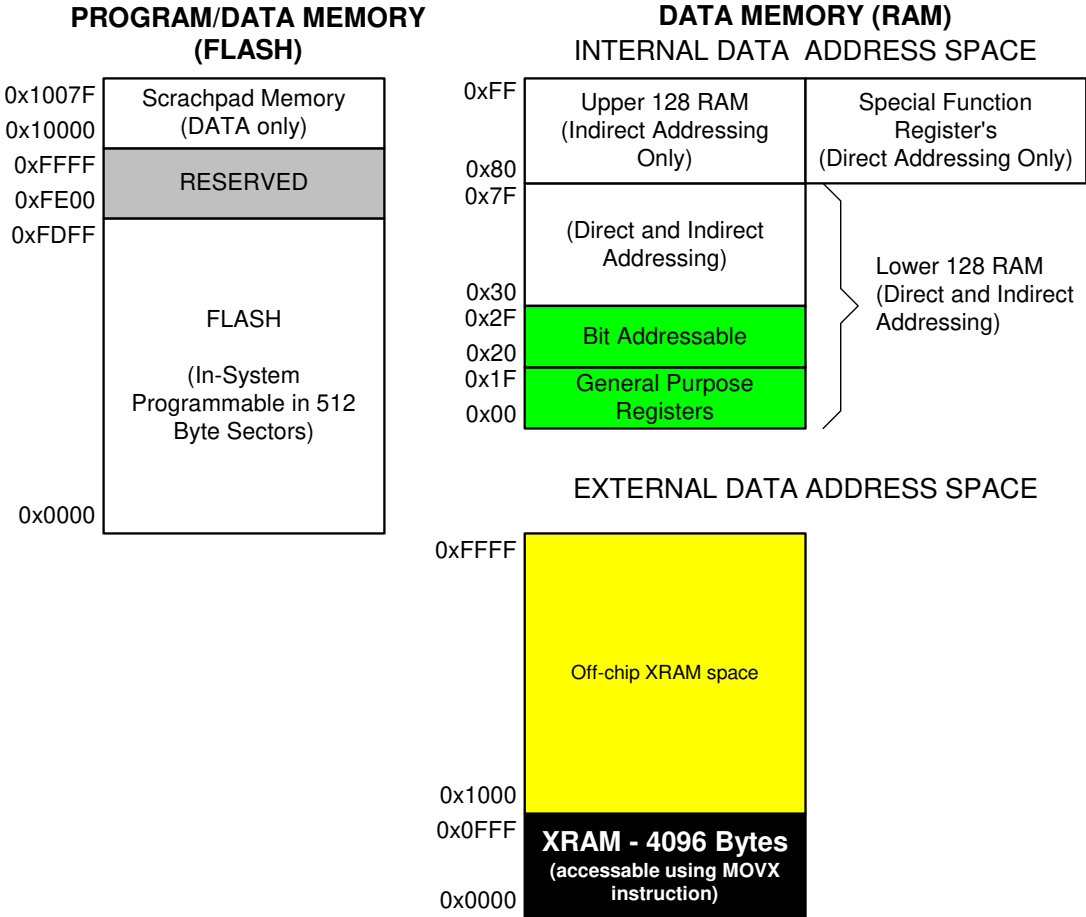 PROGRAM/DATA MEMORY
(FLASH)
0x1007F
Scrachpad Memory
0x10000
(DATA only)
0xFFFF
RESERVED
0xFE00
0xFDFF
FLASH
(In-System
Programmable in 512
Byte Sectors)
0x0000
DATA MEMORY (RAM)
INTERNAL DATA ADDRESS SPACE
0xFF
Upper 128 RAM
(Indirect Addressing
Only)
0x80
Special Function
Register's
(Direct Addressing Only)
0x7F
(Direct and Indirect
Addressing)
0x30
Lower 128 RAM
(Direct and Indirect
Addressing)
0x2F
Bit Addressable
0x20
0x1F
General Purpose
Registers
0x00
EXTERNAL DATA ADDRESS SPACE
0xFFFF
Off-chip XRAM space
0x1000
0x0FFF
XRAM - 4096 Bytes
(accessable using MOVX
instruction)
0x0000